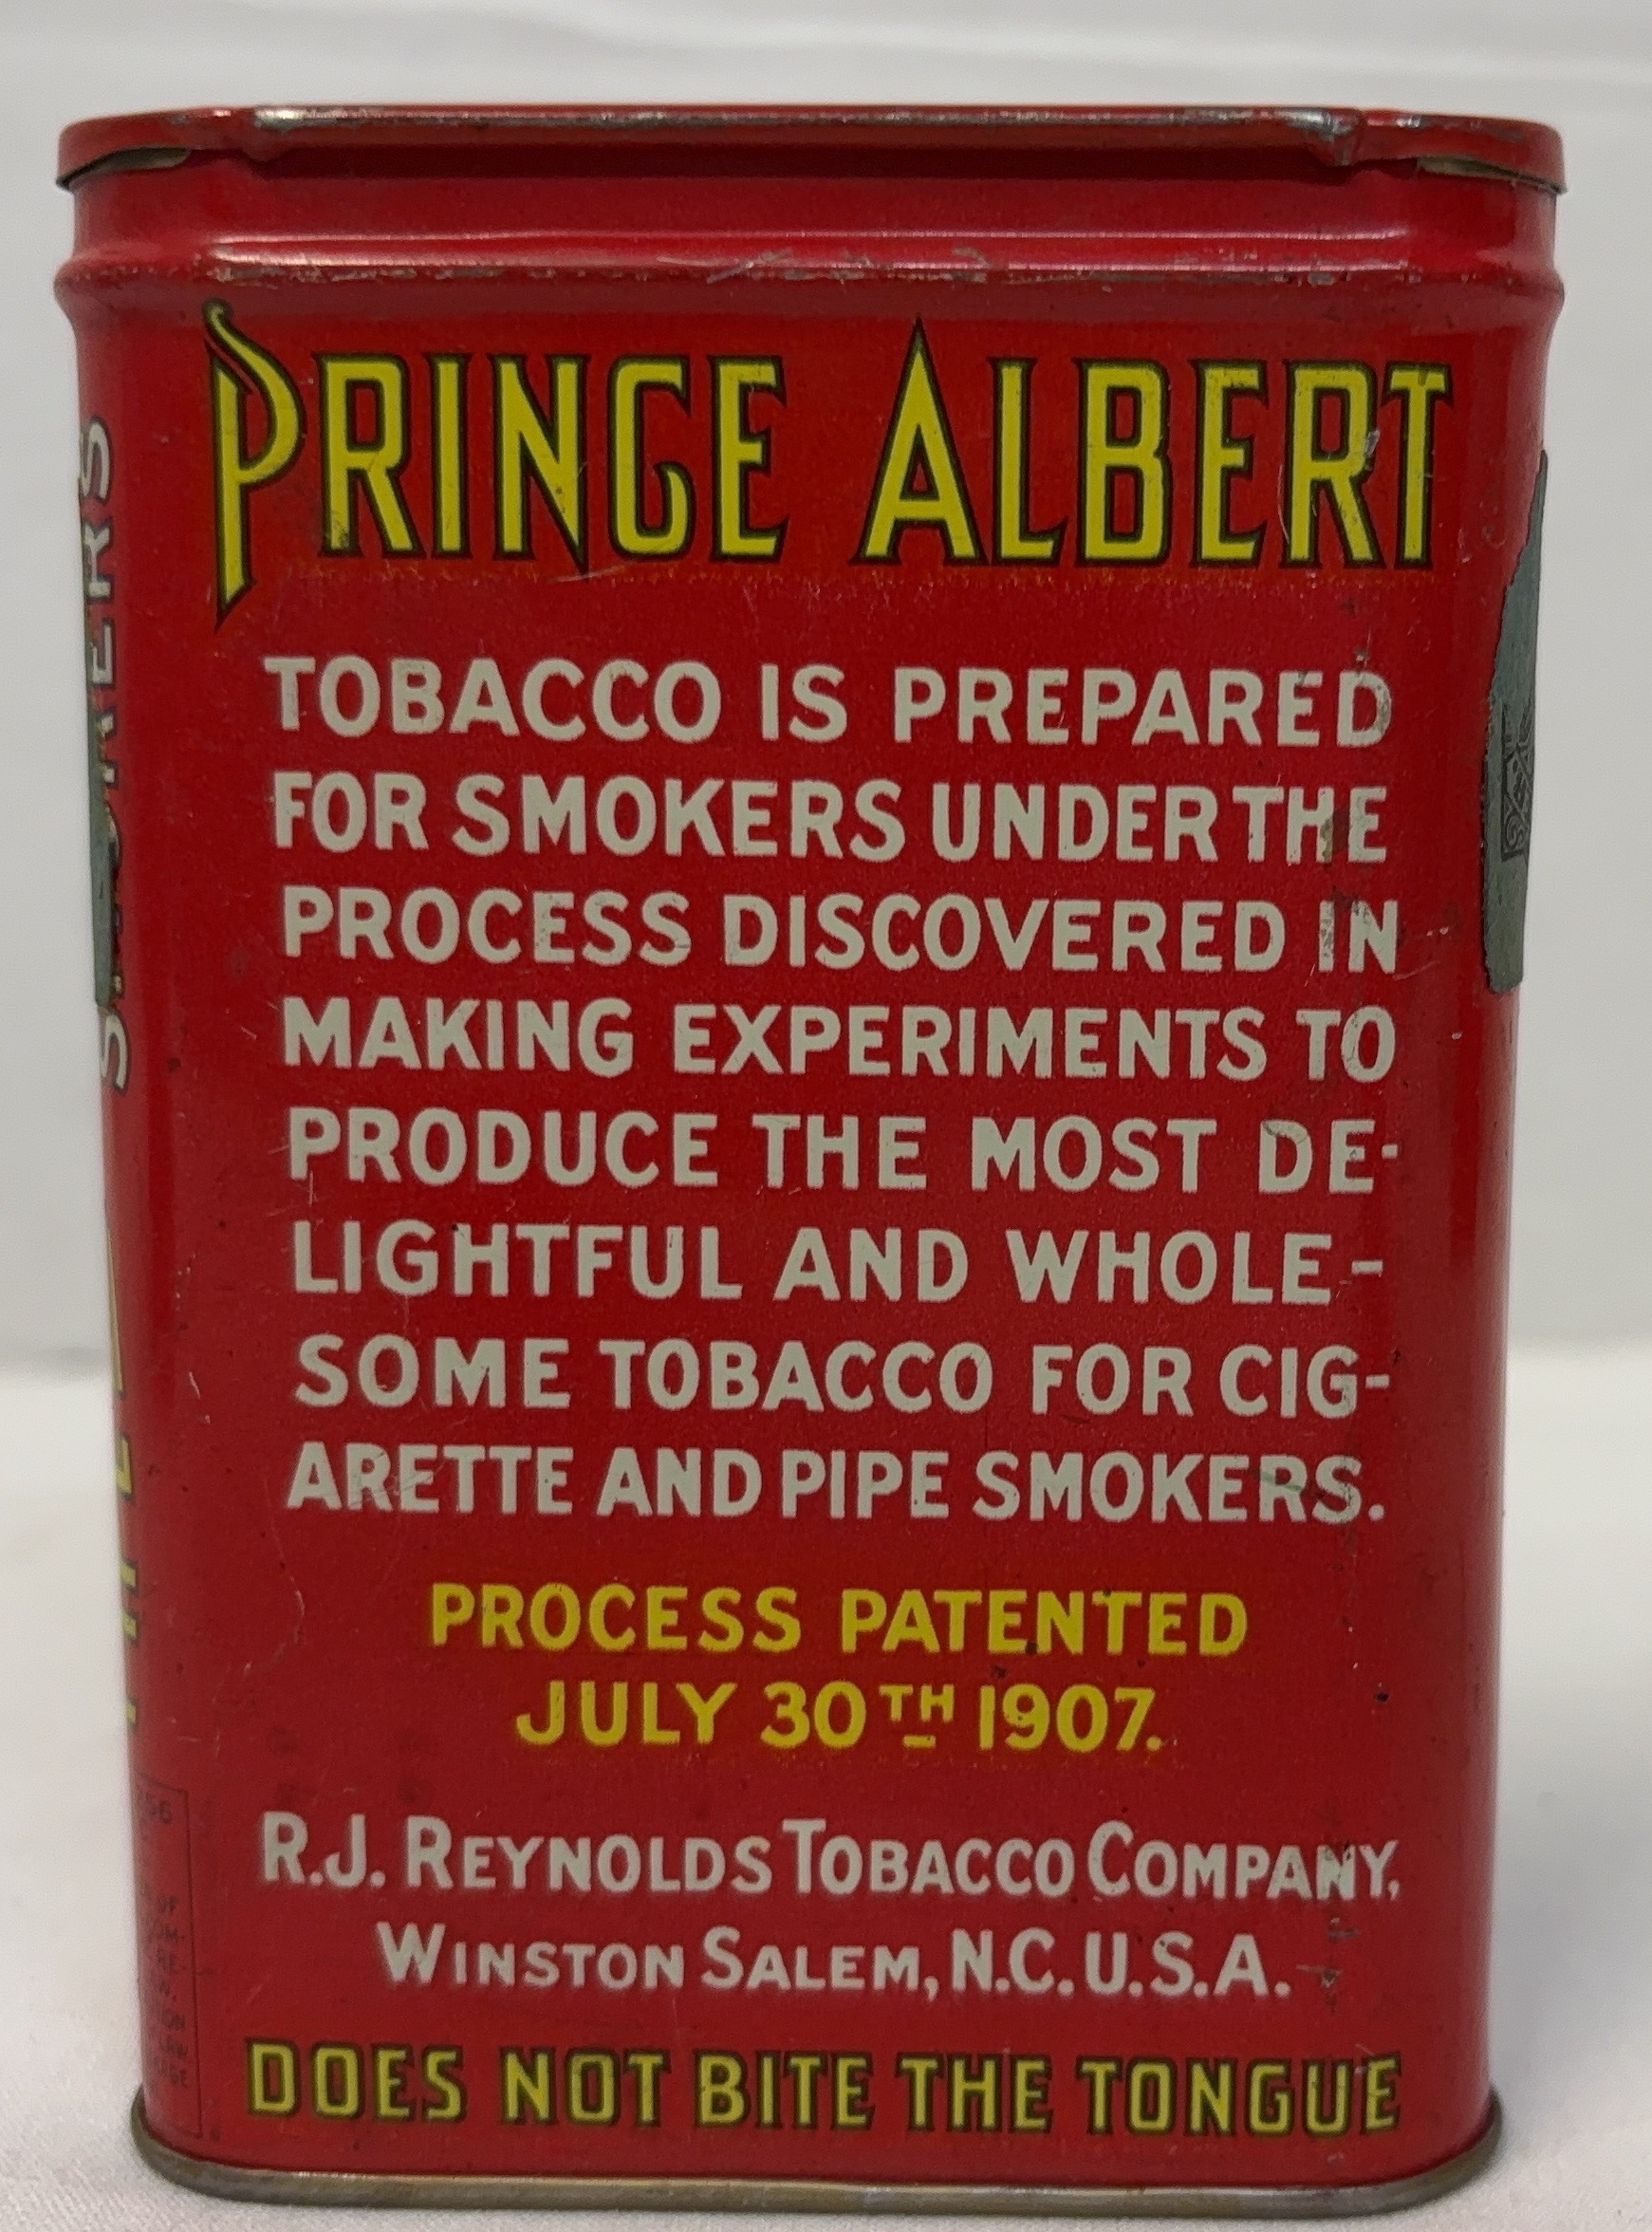 PRINCE ALBERT
TOBACCO IS PREPARED
FOR SMOKERS UNDER THE
PROCESS DISCOVERED IN
MAKING EXPERIMENTS TO
PRODUCE THE MOST DE-
LIGHTFUL AND WHOLE-
SOME TOBACCO FOR CIG-
ARETTE AND PIPE SMOKERS.
PROCESS PATENTED
JULY 30TH 1907.
R.J. REYNOLDS TOBACCO COMPANY,
WINSTON SALEM, N.C. U.S.A.
DOES NOT BITE THE TONGUE
SMOKERS